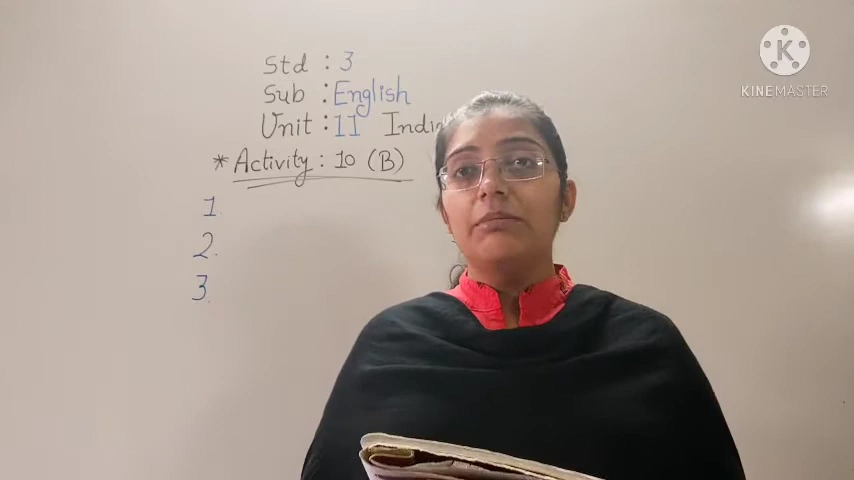 Std : 3
Sub : English
Unit : 11
* Activity : 10 (B)
1.
2.
3.
K
KINEMASTER